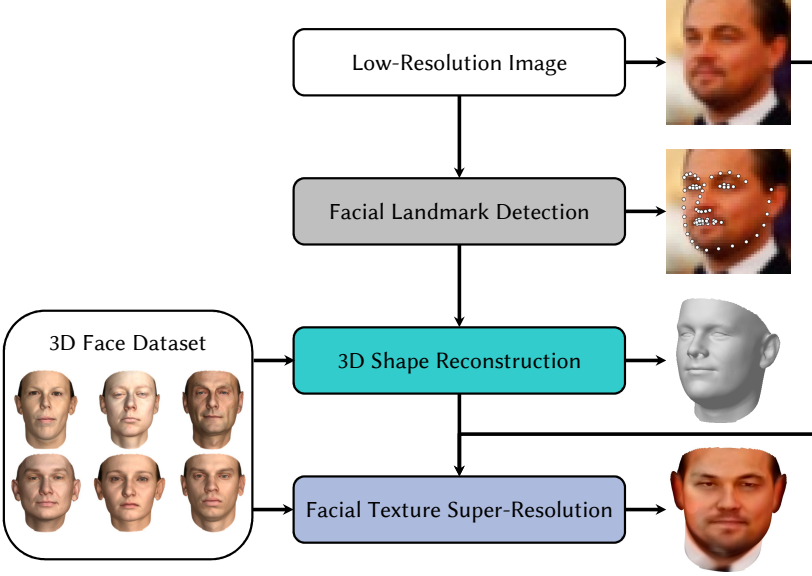 Low-Resolution Image
Facial Landmark Detection
3D Face Dataset
3D Shape Reconstruction
Facial Texture Super-Resolution